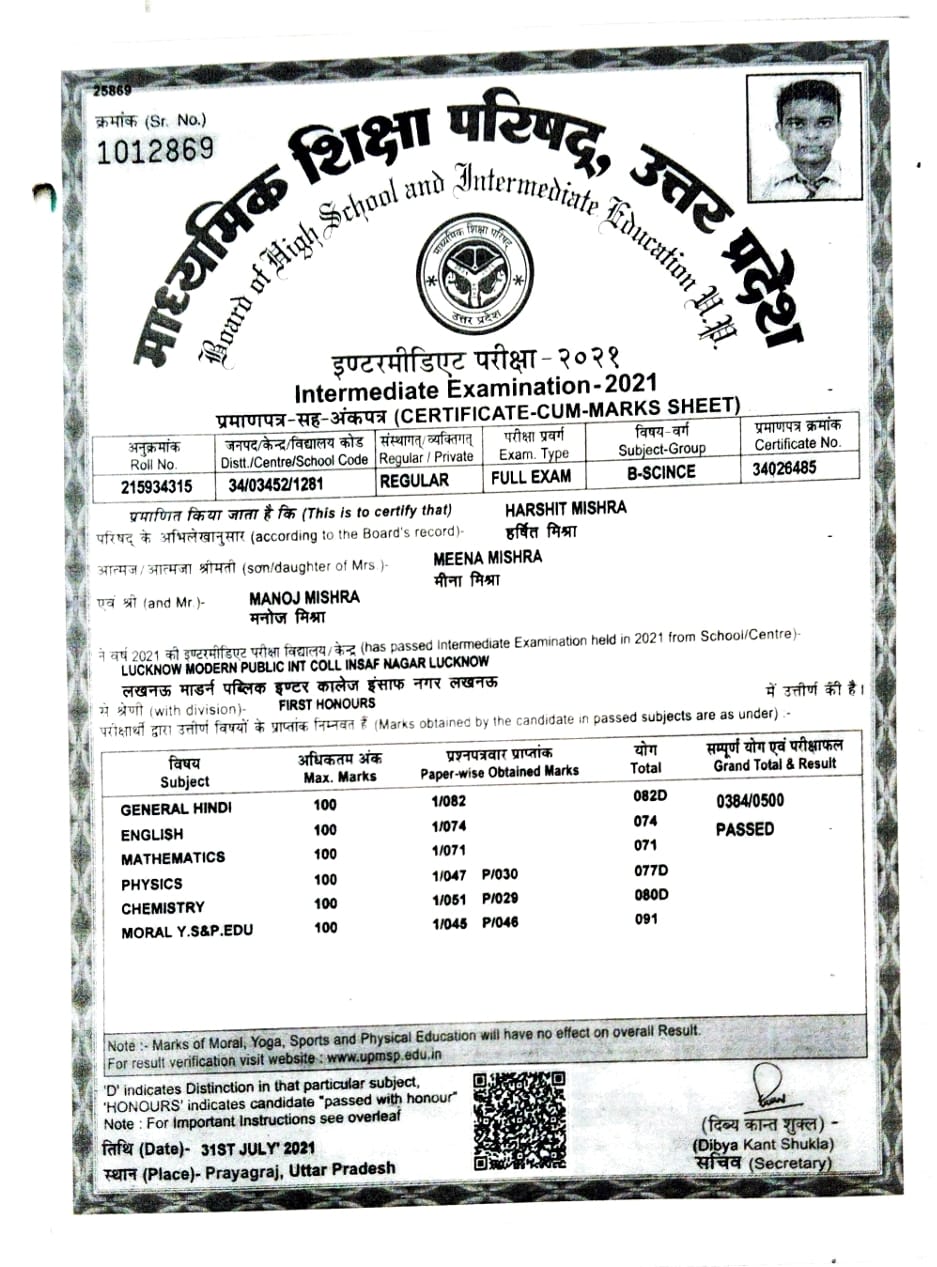 25869
क्रमांक (Sr. No.)
1012869
माध्यमिक शिक्षा परिषद्, उत्तर प्रदेश
Board of High School and Intermediate Education U.P.
माध्यमिक शिक्षा परिषद्
उत्तर प्रदेश
इण्टरमीडिएट परीक्षा - २०२१
Intermediate Examination - 2021
प्रमाणपत्र-सह-अंकपत्र (CERTIFICATE-CUM-MARKS SHEET)
अनुक्रमांक जनपद/केन्द्र/विद्यालय कोड संस्थागत्/व्यक्तिगत् परीक्षा प्रवर्ग विषय-वर्ग प्रमाणपत्र क्रमांक
Roll No. Distt./Centre/School Code Regular / Private Exam. Type Subject-Group Certificate No.
215934315 34/03452/1281 REGULAR FULL EXAM B-SCINCE 34026485
प्रमाणित किया जाता है कि (This is to certify that) HARSHIT MISHRA
परिषद् के अभिलेखानुसार (according to the Board's record)- हर्षित मिश्रा
आत्मज/आत्मजा श्रीमती (son/daughter of Mrs.)- MEENA MISHRA
मीना मिश्रा
एवं श्री (and Mr.)- MANOJ MISHRA
मनोज मिश्रा
ने वर्ष 2021 की इण्टरमीडिएट परीक्षा विद्यालय/केन्द्र (has passed Intermediate Examination held in 2021 from School/Centre)-
LUCKNOW MODERN PUBLIC INT COLL INSAF NAGAR LUCKNOW
लखनऊ माडर्न पब्लिक इण्टर कालेज इंसाफ नगर लखनऊ में उत्तीर्ण की है।
में श्रेणी (with division)- FIRST HONOURS
परीक्षार्थी द्वारा उत्तीर्ण विषयों के प्राप्तांक निम्नवत हैं (Marks obtained by the candidate in passed subjects are as under) :-
विषय अधिकतम अंक प्रश्नपत्रवार प्राप्तांक योग सम्पूर्ण योग एवं परीक्षाफल
Subject Max. Marks Paper-wise Obtained Marks Total Grand Total & Result
GENERAL HINDI 100 1/082 082D 0384/0500
ENGLISH 100 1/074 074 PASSED
MATHEMATICS 100 1/071 071
PHYSICS 100 1/047 P/030 077D
CHEMISTRY 100 1/051 P/029 080D
MORAL Y.S&P.EDU 100 1/045 P/046 091
Note :- Marks of Moral, Yoga, Sports and Physical Education will have no effect on overall Result.
For result verification visit website : www.upmsp.edu.in
'D' indicates Distinction in that particular subject,
'HONOURS' indicates candidate "passed with honour"
Note : For Important Instructions see overleaf
तिथि (Date)- 31ST JULY' 2021
स्थान (Place)- Prayagraj, Uttar Pradesh
(दिब्य कान्त शुक्ल)
(Dibya Kant Shukla)
सचिव (Secretary)